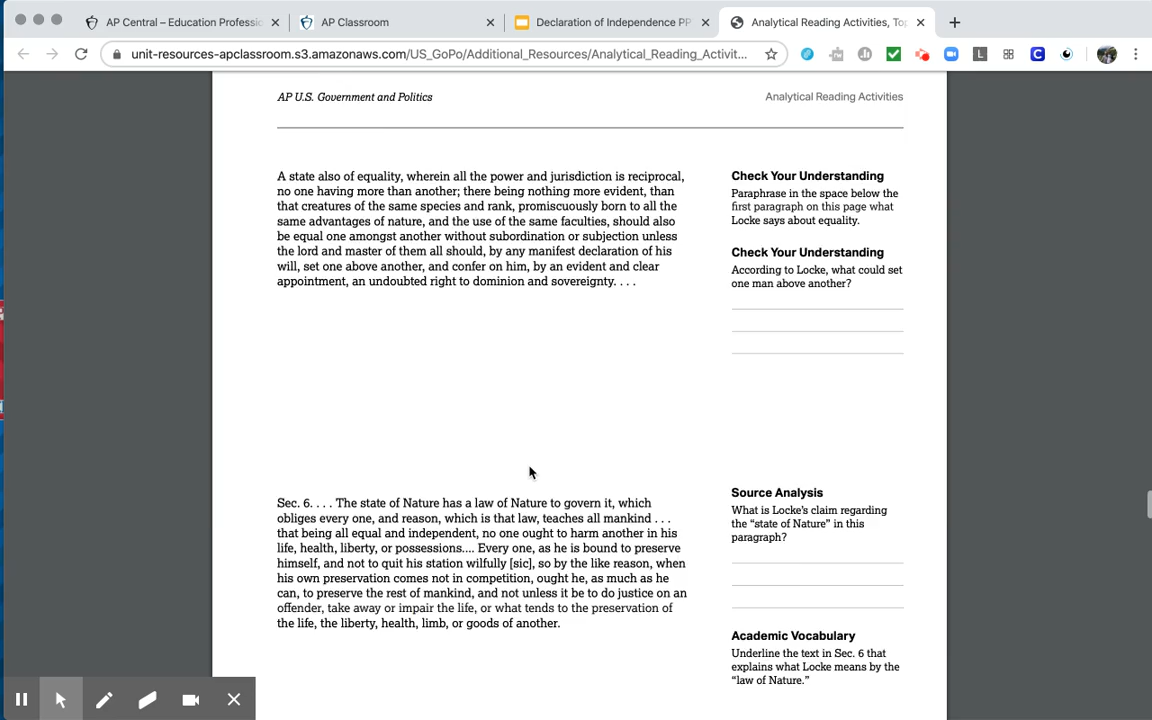 AP Central – Education Professio
AP Classroom
Declaration of Independence PP
Analytical Reading Activities, Top
unit-resources-apclassroom.s3.amazonaws.com/US_GoPo/Additional_Resources/Analytical_Reading_Activit...
L
C
AP U.S. Government and Politics
Analytical Reading Activities
A state also of equality, wherein all the power and jurisdiction is reciprocal,
no one having more than another; there being nothing more evident, than
that creatures of the same species and rank, promiscuously born to all the
same advantages of nature, and the use of the same faculties, should also
be equal one amongst another without subordination or subjection unless
the lord and master of them all should, by any manifest declaration of his
will, set one above another, and confer on him, by an evident and clear
appointment, an undoubted right to dominion and sovereignty. . . .
Check Your Understanding
Paraphrase in the space below the
first paragraph on this page what
Locke says about equality.
Check Your Understanding
According to Locke, what could set
one man above another?
Sec. 6. . . . The state of Nature has a law of Nature to govern it, which
obliges every one, and reason, which is that law, teaches all mankind . . .
that being all equal and independent, no one ought to harm another in his
life, health, liberty, or possessions.... Every one, as he is bound to preserve
himself, and not to quit his station wilfully [sic], so by the like reason, when
his own preservation comes not in competition, ought he, as much as he
can, to preserve the rest of mankind, and not unless it be to do justice on an
offender, take away or impair the life, or what tends to the preservation of
the life, the liberty, health, limb, or goods of another.
Source Analysis
What is Locke's claim regarding
the “state of Nature” in this
paragraph?
Academic Vocabulary
Underline the text in Sec. 6 that
explains what Locke means by the
“law of Nature.”